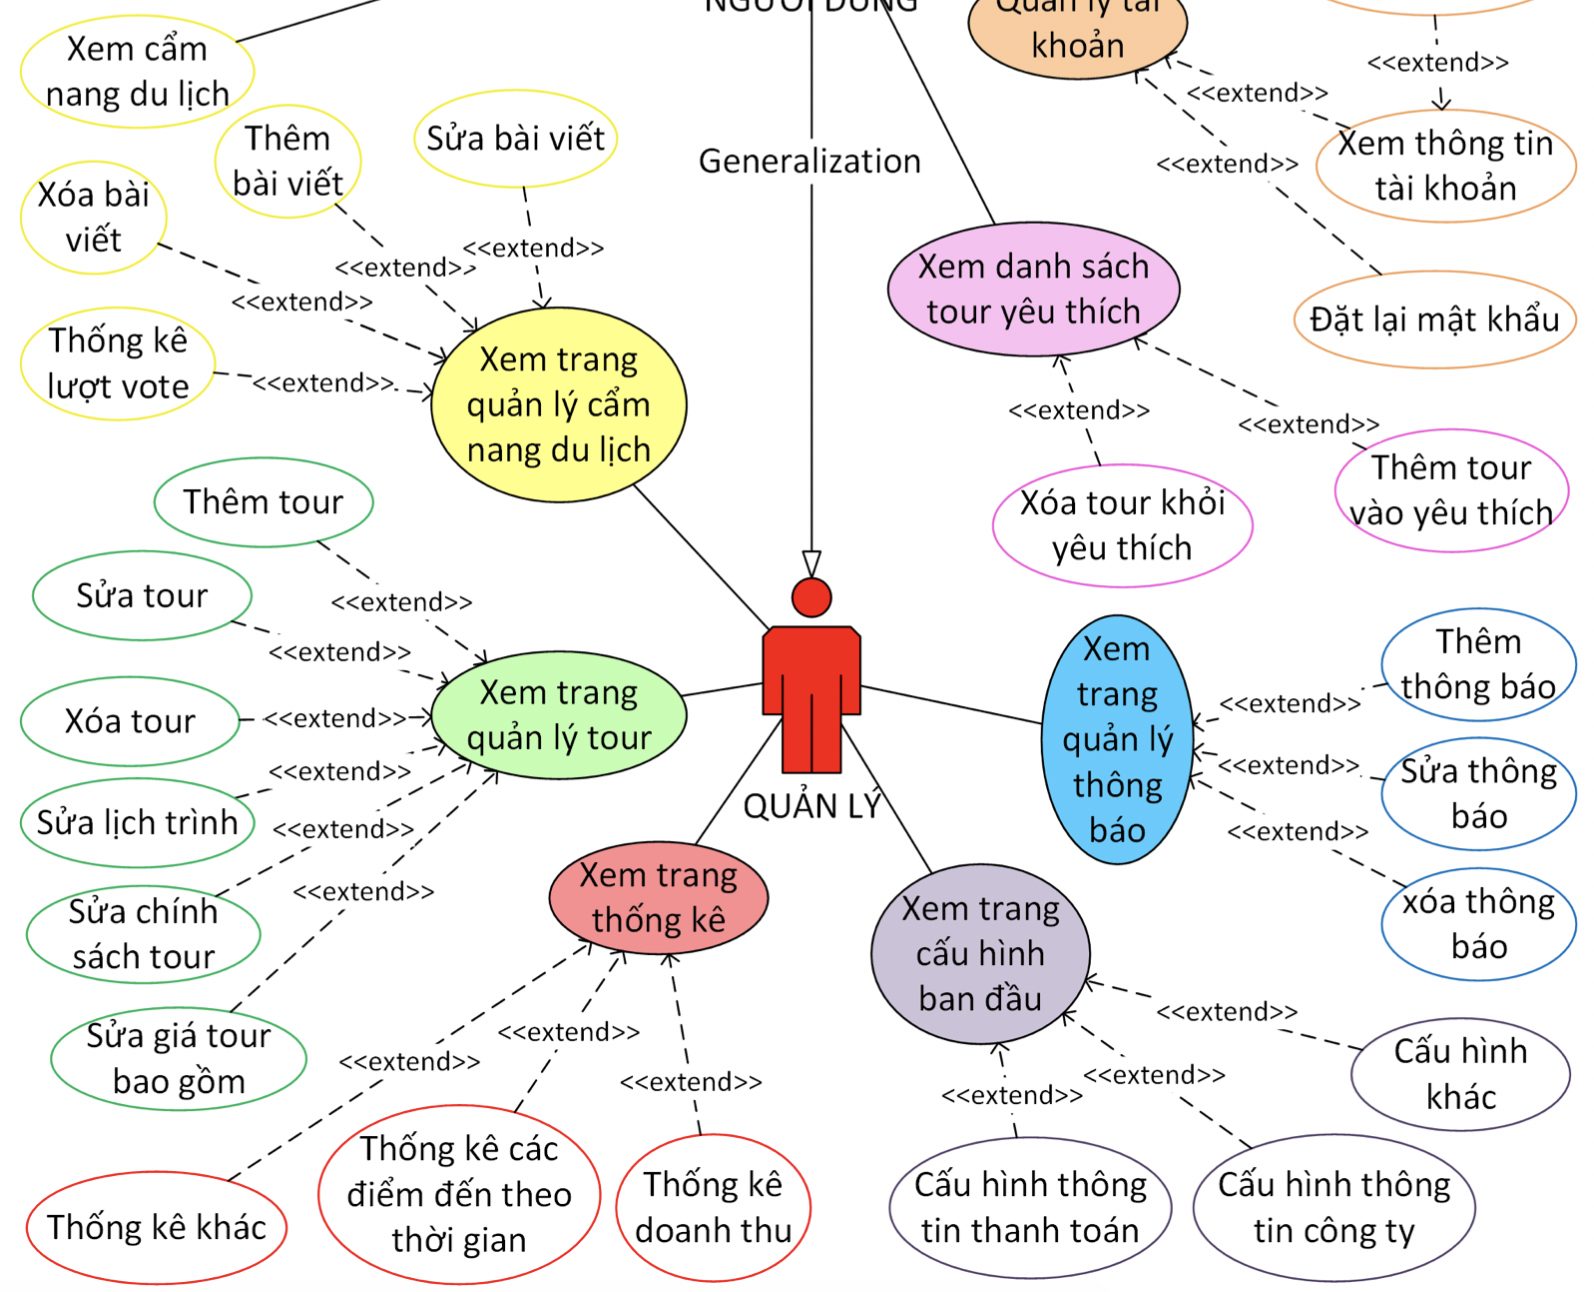 NGƯỜI DÙNG
Quản lý tài
khoản
Xem cẩm
nang du lịch
<<extend>>
<<extend>>
Thêm
bài viết
Sửa bài viết
Generalization
<<extend>>
Xem thông tin
tài khoản
Xóa bài
viết
<<extend>>
<<extend>>
<<extend>>
Xem danh sách
tour yêu thích
Đặt lại mật khẩu
Thống kê
lượt vote
<<extend>>
Xem trang
quản lý cẩm
nang du lịch
<<extend>>
<<extend>>
Thêm tour
vào yêu thích
Xóa tour khỏi
yêu thích
Thêm tour
<<extend>>
Sửa tour
<<extend>>
Xóa tour
<<extend>>
Xem trang
quản lý tour
<<extend>>
Sửa lịch trình
<<extend>>
<<extend>>
Sửa chính
sách tour
Sửa giá tour
bao gồm
QUẢN LÝ
Xem
trang
quản lý
thông
báo
<<extend>>
Thêm
thông báo
<<extend>>
Sửa thông
báo
<<extend>>
xóa thông
báo
Xem trang
thống kê
Xem trang
cấu hình
ban đầu
<<extend>>
<<extend>>
<<extend>>
<<extend>>
<<extend>>
<<extend>>
Cấu hình
khác
Thống kê khác
Thống kê các
điểm đến theo
thời gian
Thống kê
doanh thu
Cấu hình thông
tin thanh toán
Cấu hình thông
tin công ty